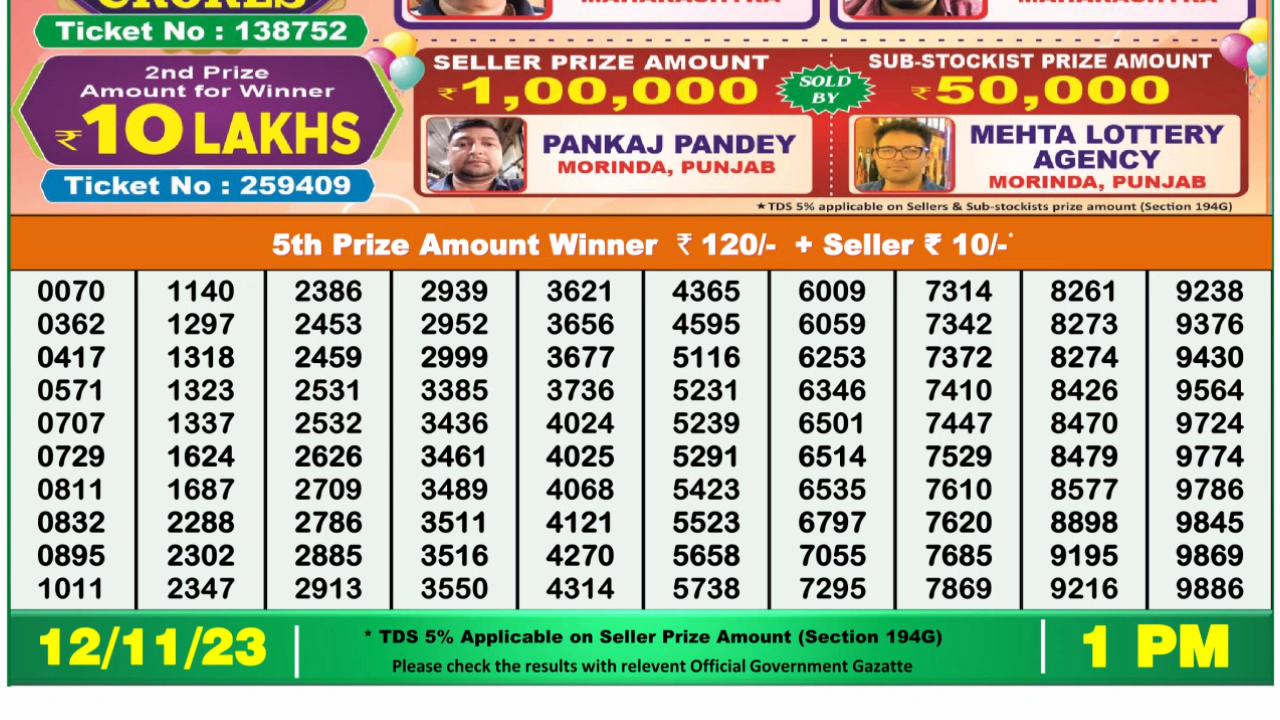 CRORES
MAHARASHTRA
MAHARASHTRA
Ticket No : 138752
2nd Prize
Amount for Winner
₹10 LAKHS
Ticket No : 259409
SELLER PRIZE AMOUNT
₹1,00,000
SOLD
BY
SUB-STOCKIST PRIZE AMOUNT
₹50,000
PANKAJ PANDEY
MORINDA, PUNJAB
MEHTA LOTTERY
AGENCY
MORINDA, PUNJAB
★TDS 5% applicable on Sellers & Sub-stockists prize amount (Section 194G)
5th Prize Amount Winner ₹ 120/- + Seller ₹ 10/-*
0070 1140 2386 2939 3621 4365 6009 7314 8261 9238
0362 1297 2453 2952 3656 4595 6059 7342 8273 9376
0417 1318 2459 2999 3677 5116 6253 7372 8274 9430
0571 1323 2531 3385 3736 5231 6346 7410 8426 9564
0707 1337 2532 3436 4024 5239 6501 7447 8470 9724
0729 1624 2626 3461 4025 5291 6514 7529 8479 9774
0811 1687 2709 3489 4068 5423 6535 7610 8577 9786
0832 2288 2786 3511 4121 5523 6797 7620 8898 9845
0895 2302 2885 3516 4270 5658 7055 7685 9195 9869
1011 2347 2913 3550 4314 5738 7295 7869 9216 9886
12/11/23
* TDS 5% Applicable on Seller Prize Amount (Section 194G)
Please check the results with relevent Official Government Gazatte
1 PM